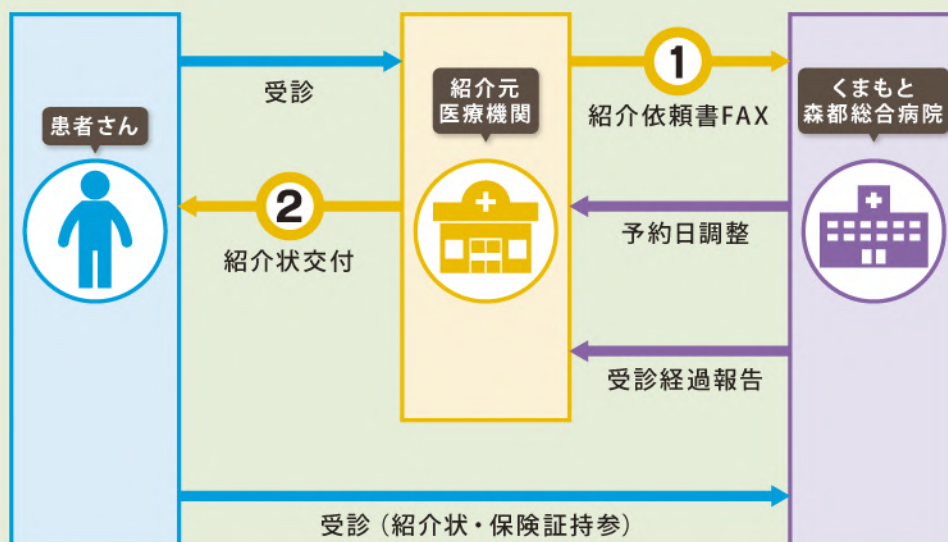 患者さん
受診
紹介元
医療機関
1
紹介依頼書FAX
くまもと
森都総合病院
2
紹介状交付
予約日調整
受診経過報告
受診（紹介状・保険証持参）